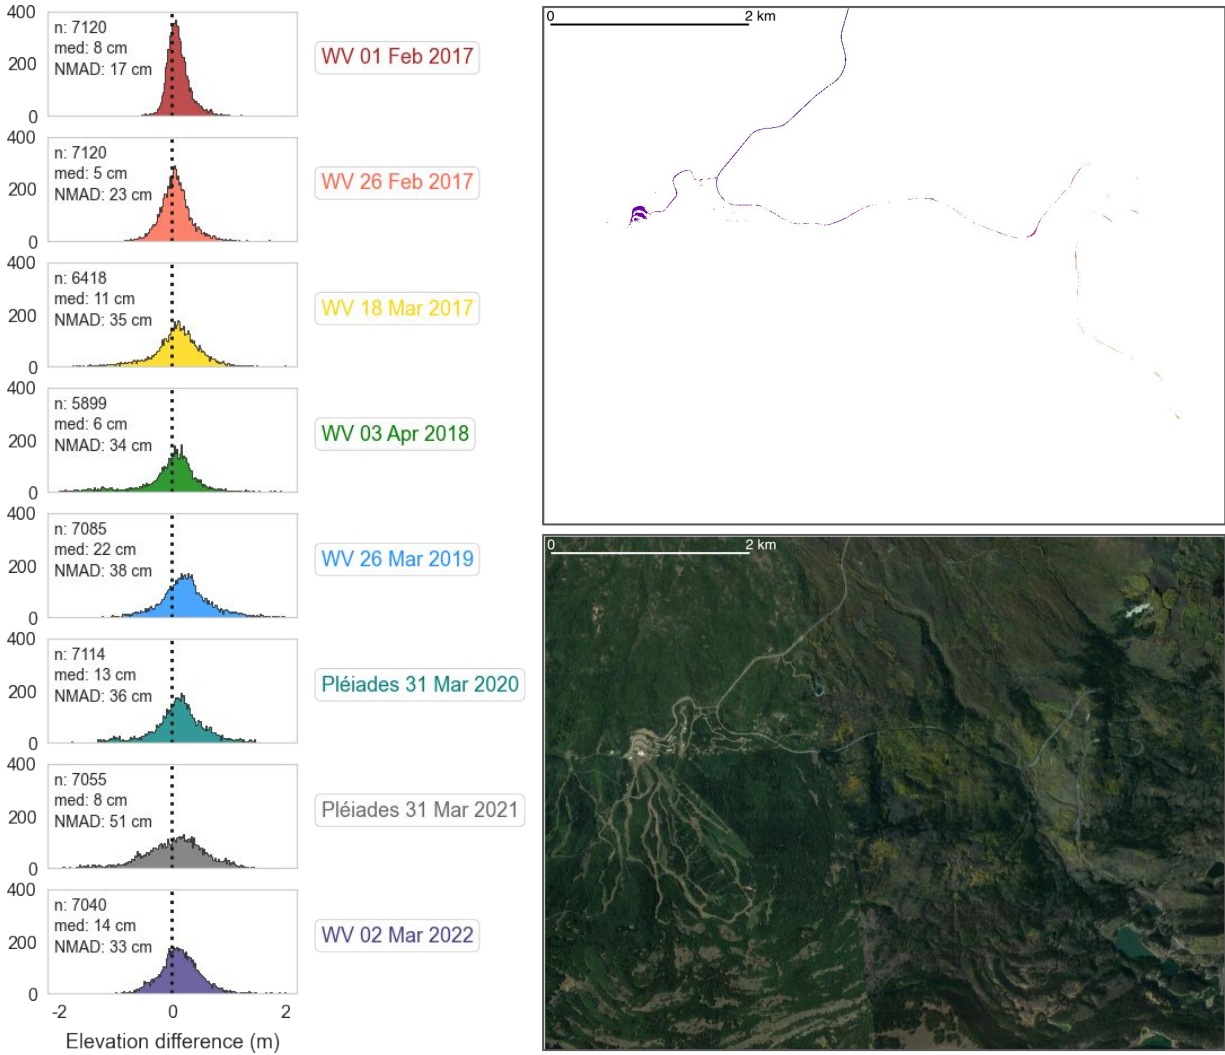 400
200
0
n: 7120
med: 8 cm
NMAD: 17 cm
WV 01 Feb 2017
400
200
0
n: 7120
med: 5 cm
NMAD: 23 cm
WV 26 Feb 2017
400
200
0
n: 6418
med: 11 cm
NMAD: 35 cm
WV 18 Mar 2017
400
200
0
n: 5899
med: 6 cm
NMAD: 34 cm
WV 03 Apr 2018
400
200
0
n: 7085
med: 22 cm
NMAD: 38 cm
WV 26 Mar 2019
400
200
0
n: 7114
med: 13 cm
NMAD: 36 cm
Pléiades 31 Mar 2020
400
200
0
n: 7055
med: 8 cm
NMAD: 51 cm
Pléiades 31 Mar 2021
400
200
0
n: 7040
med: 14 cm
NMAD: 33 cm
WV 02 Mar 2022
-2 0 2
Elevation difference (m)
0 2 km
0 2 km